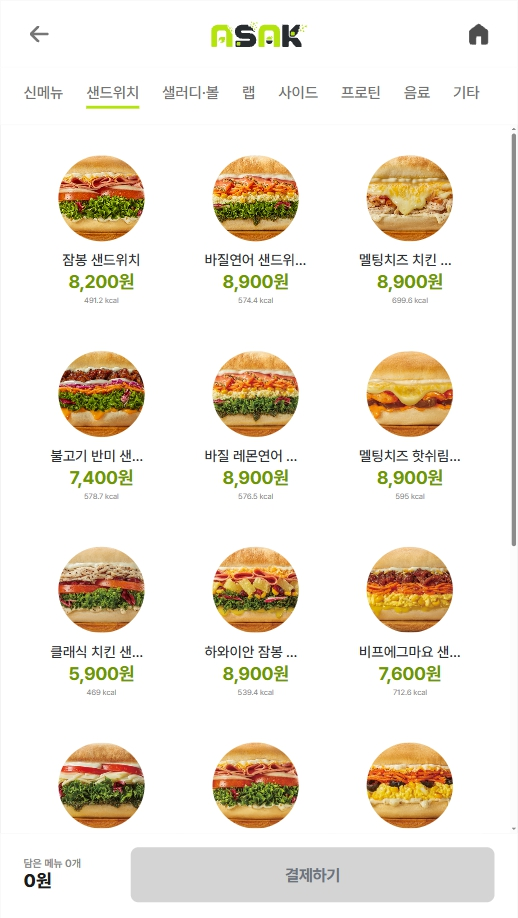 ASAK
신메뉴 샌드위치 샐러디·볼 랩 사이드 프로틴 음료 기타
잠봉 샌드위치 바질연어 샌드위... 멜팅치즈 치킨 ...
8,200원 8,900원 8,900원
491.2 kcal 574.4 kcal 699.6 kcal
불고기 반미 샌... 바질 레몬연어 ... 멜팅치즈 핫쉬림...
7,400원 8,900원 8,900원
578.7 kcal 576.5 kcal 595 kcal
클래식 치킨 샌... 하와이안 잠봉 ... 비프에그마요 샌...
5,900원 8,900원 7,600원
469 kcal 539.4 kcal 712.6 kcal
담은 메뉴 0개
0원
결제하기